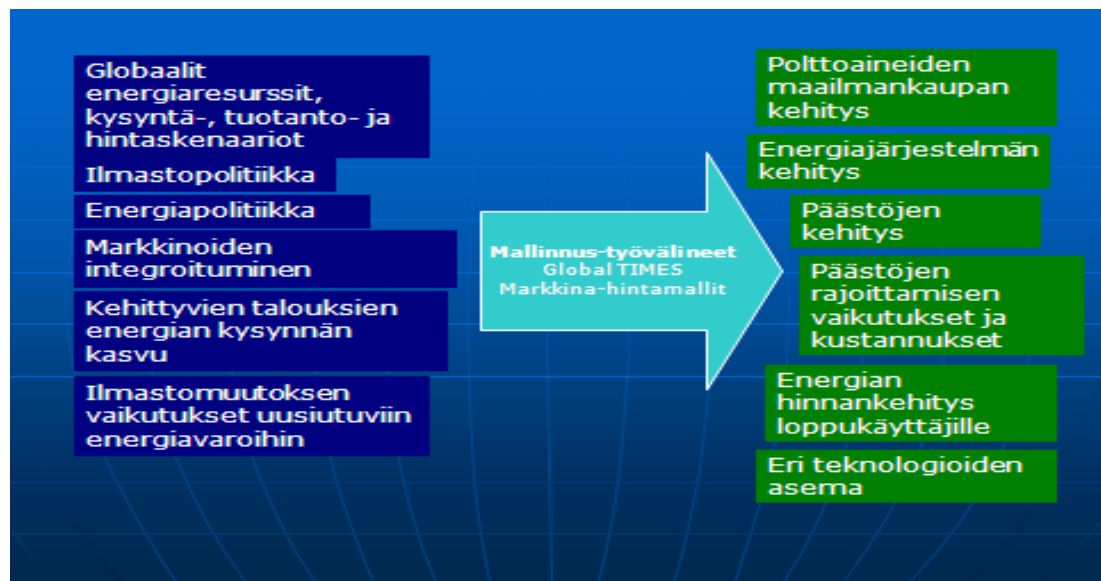 Globaalit
energiaresurssit,
kysyntä-, tuotanto- ja
hintaskenaariot
Ilmastopolitiikka
Energiapolitiikka
Markkinoiden
integroituminen
Kehittyvien talouksien
energian kysynnän
kasvu
Ilmastomuutoksen
vaikutukset uusiutuviin
energiavaroihin
Mallinnus-työvälineet
Global TIMES
Markkina-hintamallit
Polttoaineiden
maailmankaupan
kehitys
Energiajärjestelmän
kehitys
Päästöjen
kehitys
Päästöjen
rajoittamisen
vaikutukset ja
kustannukset
Energian
hinnankehitys
loppukäyttäjille
Eri teknologioiden
asema